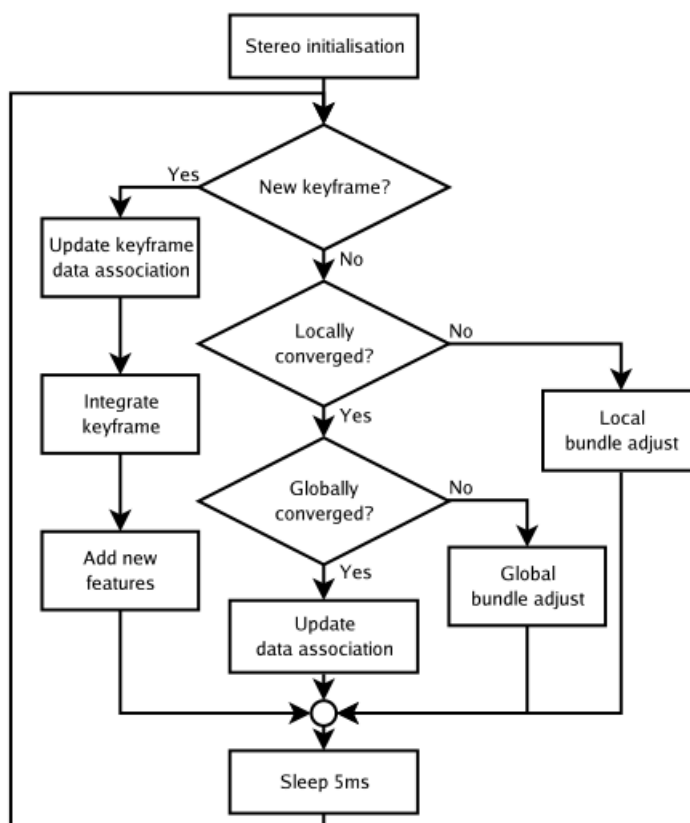 Stereo initialisation
Yes
New keyframe?
Update keyframe
data association
No
Locally
converged?
No
Integrate
keyframe
Yes
Local
bundle adjust
Globally
converged?
No
Add new
features
Yes
Global
bundle adjust
Update
data association
Sleep 5ms